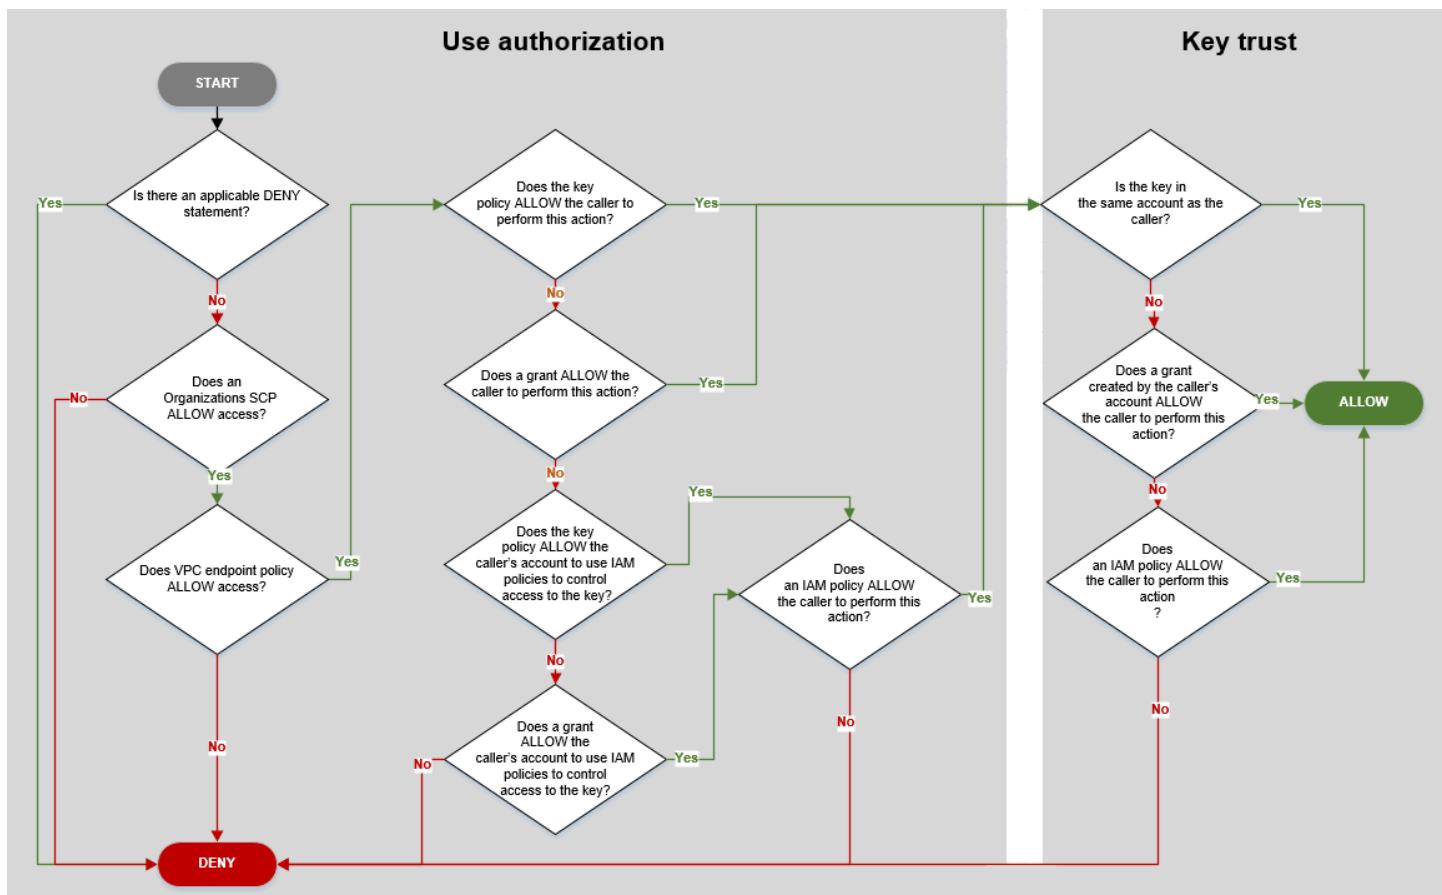 Use authorization
Key trust
START
Is there an applicable DENY
statement?
Yes
No
Does an
Organizations SCP
ALLOW access?
No
Yes
Does VPC endpoint policy
ALLOW access?
Yes
No
DENY
Does the key
policy ALLOW the caller to
perform this action?
Yes
No
Does a grant ALLOW the
caller to perform this action?
Yes
No
Does the key
policy ALLOW the
caller's account to use IAM
policies to control
access to the key?
Yes
No
Does a grant
ALLOW the
caller's account to use IAM
policies to control
access to the key?
No
Yes
Does
an IAM policy ALLOW
the caller to perform this
action?
Yes
No
Is the key in
the same account as the
caller?
Yes
No
Does a grant
created by the caller's
account ALLOW
the caller to perform this
action?
Yes
No
ALLOW
Does
an IAM policy ALLOW
the caller to perform this
action
?
Yes
No